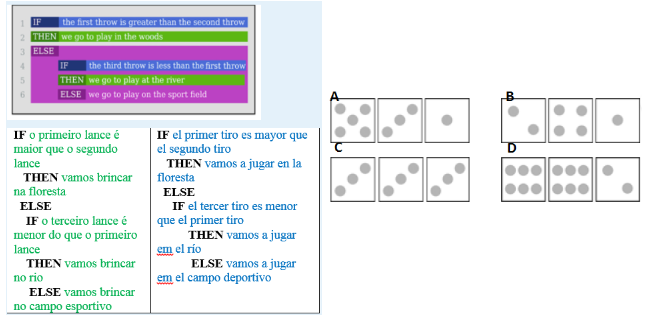 1 IF the first throw is greater than the second throw
2 THEN we go to play in the woods
3 ELSE
4 IF the third throw is less than the first throw
5 THEN we go to play at the river
6 ELSE we go to play on the sport field
IF o primeiro lance é
maior que o segundo
lance
THEN vamos brincar
na floresta
ELSE
IF o terceiro lance é
menor do que o primeiro
lance
THEN vamos brincar
no rio
ELSE vamos brincar
no campo esportivo
IF el primer tiro es mayor que
el segundo tiro
THEN vamos a jugar en la
floresta
ELSE
IF el tercer tiro es menor
que el primer tiro
THEN vamos a jugar
em el río
ELSE vamos a jugar
em el campo deportivo
A
B
C
D